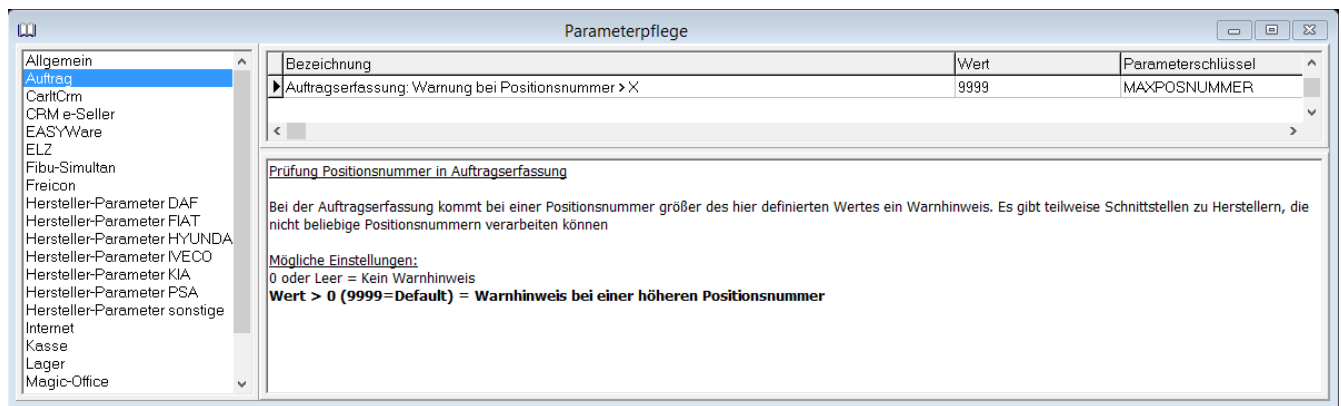 Parameterpflege
Allgemein
Auftrag
CarItCrm
CRM e-Seller
EASYWare
ELZ
Fibu-Simultan
Freicon
Hersteller-Parameter DAF
Hersteller-Parameter FIAT
Hersteller-Parameter HYUNDA
Hersteller-Parameter IVECO
Hersteller-Parameter KIA
Hersteller-Parameter PSA
Hersteller-Parameter sonstige
Internet
Kasse
Lager
Magic-Office
Bezeichnung Wert Parameterschlüssel
Auftragserfassung: Warnung bei Positionsnummer > X 9999 MAXPOSNUMMER
Prüfung Positionsnummer in Auftragserfassung
Bei der Auftragserfassung kommt bei einer Positionsnummer größer des hier definierten Wertes ein Warnhinweis. Es gibt teilweise Schnittstellen zu Herstellern, die
nicht beliebige Positionsnummern verarbeiten können
Mögliche Einstellungen:
0 oder Leer = Kein Warnhinweis
Wert > 0 (9999=Default) = Warnhinweis bei einer höheren Positionsnummer